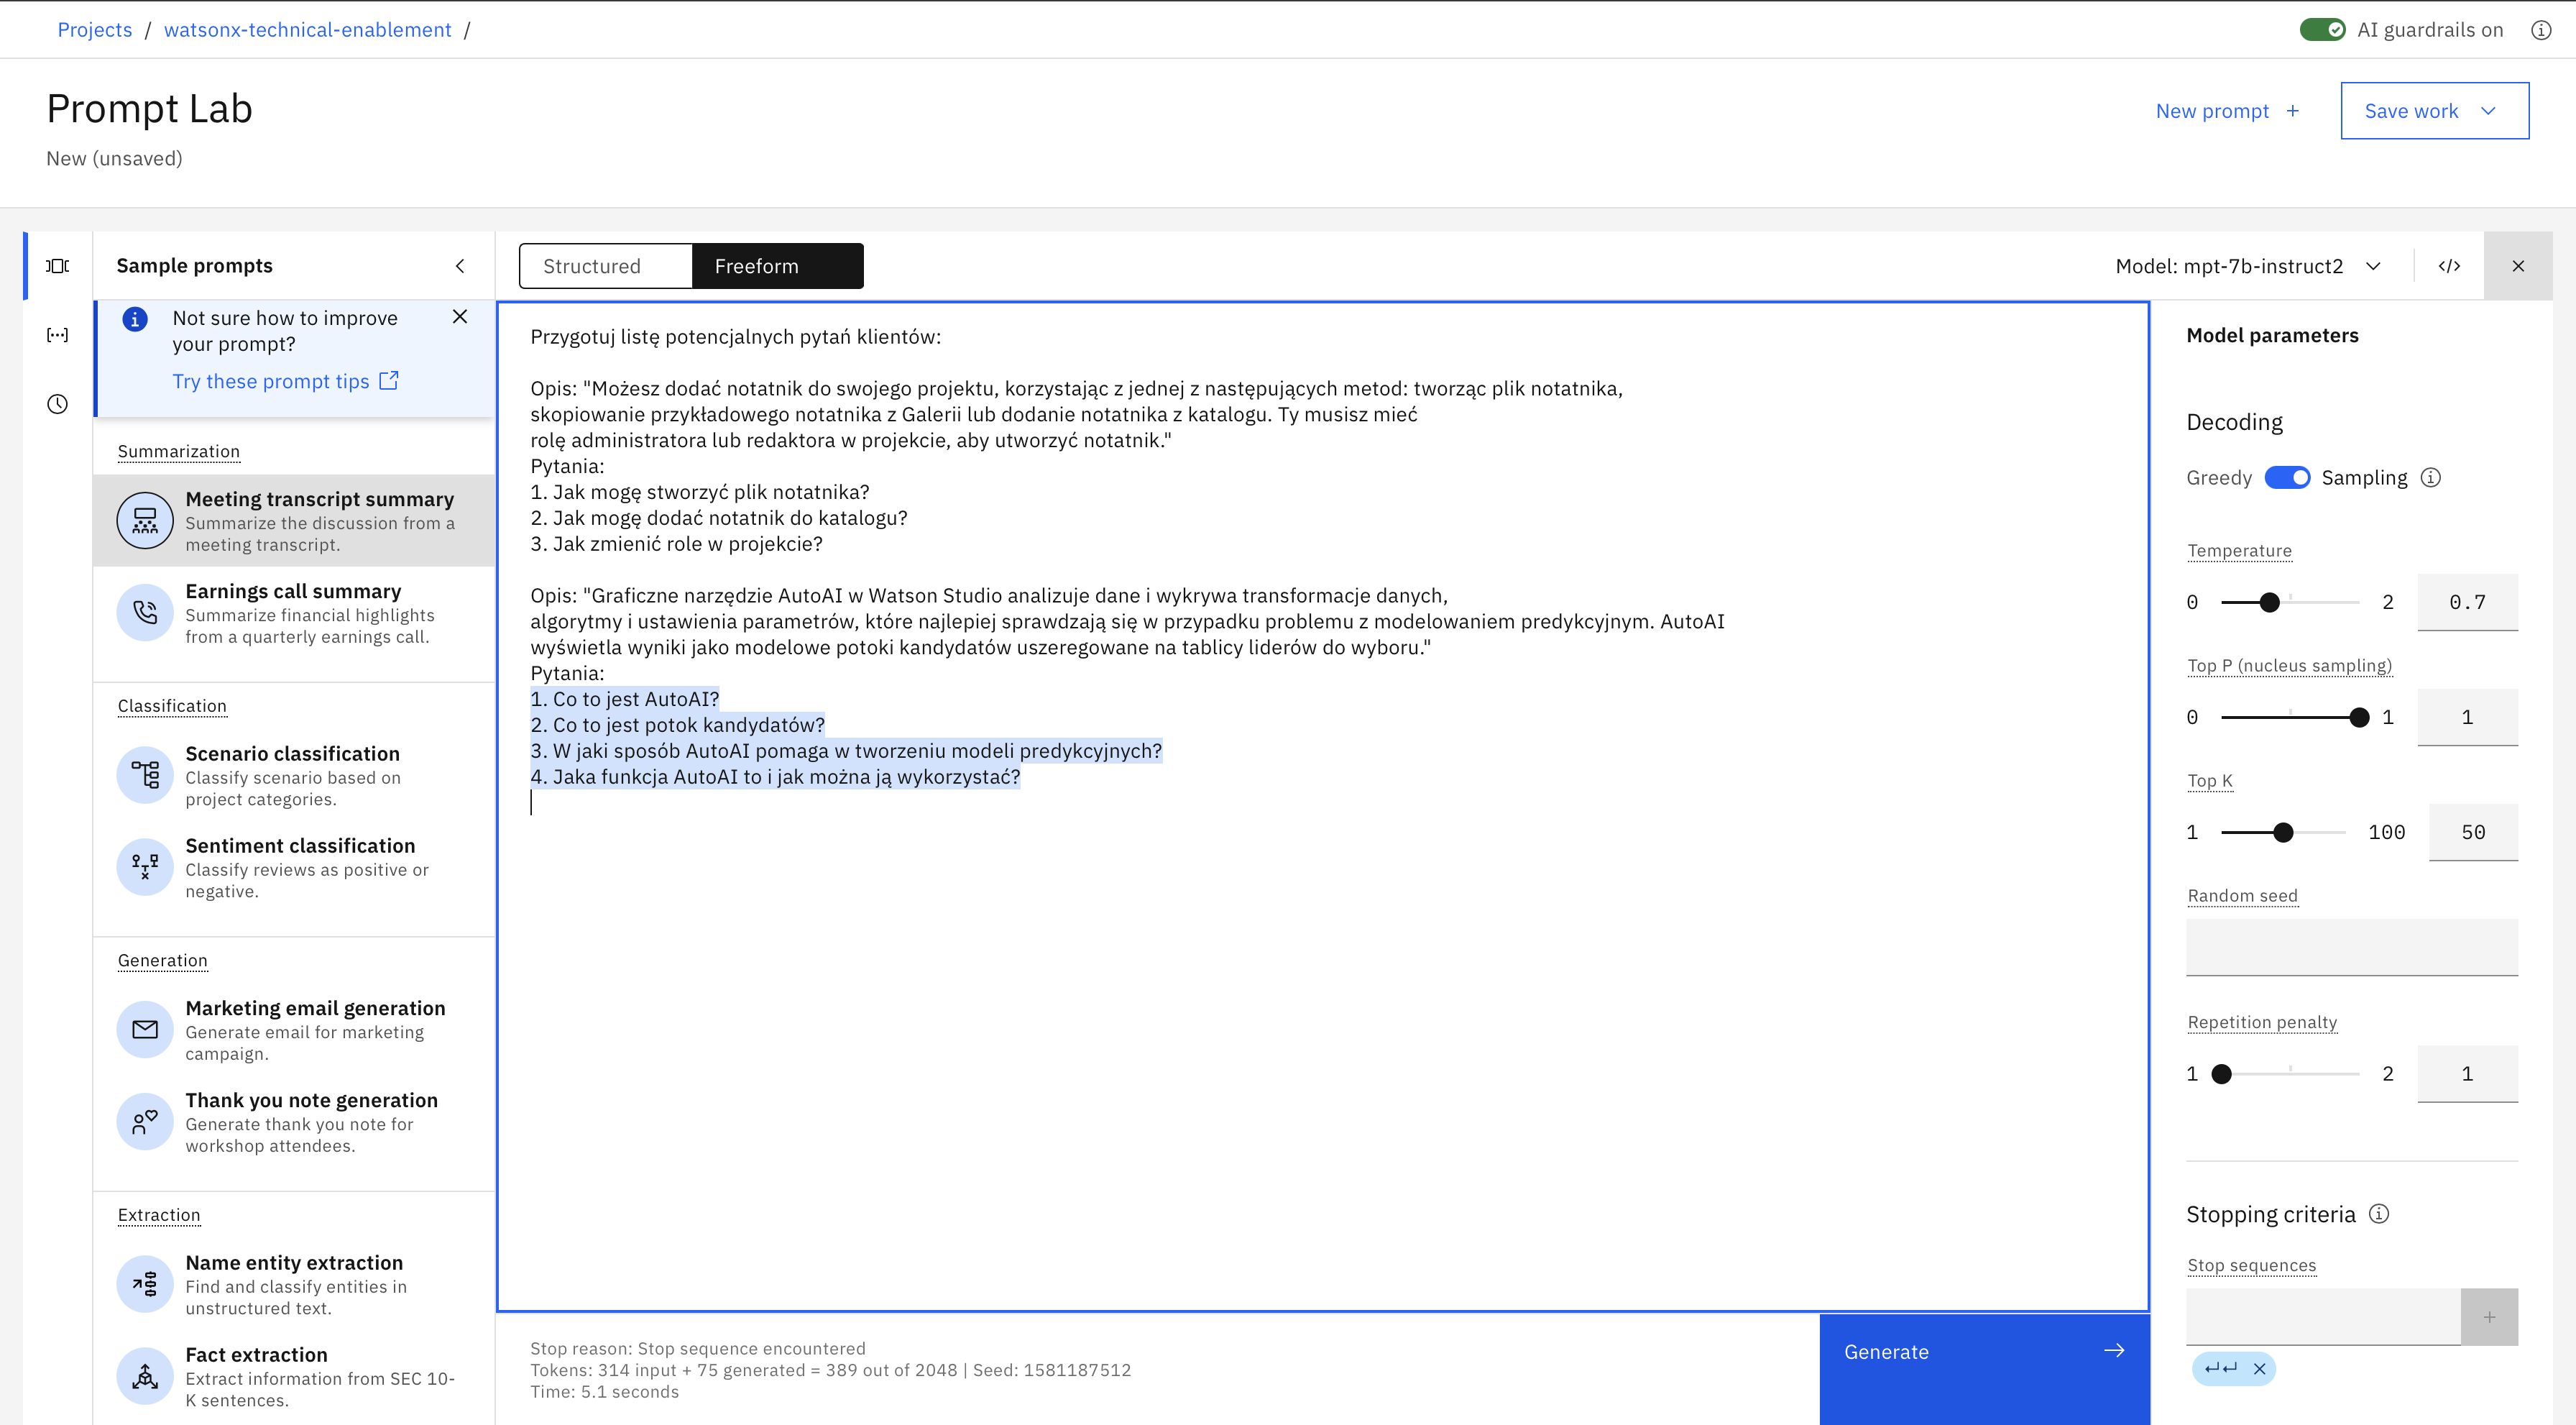 Projects / watsonx-technical-enablement /
AI guardrails on
Prompt Lab
New (unsaved)
New prompt +
Save work
Sample prompts
Not sure how to improve
your prompt?
Try these prompt tips
Summarization
Meeting transcript summary
Summarize the discussion from a
meeting transcript.
Earnings call summary
Summarize financial highlights
from a quarterly earnings call.
Classification
Scenario classification
Classify scenario based on
project categories.
Sentiment classification
Classify reviews as positive or
negative.
Generation
Marketing email generation
Generate email for marketing
campaign.
Thank you note generation
Generate thank you note for
workshop attendees.
Extraction
Name entity extraction
Find and classify entities in
unstructured text.
Fact extraction
Extract information from SEC 10-
K sentences.
Structured
Freeform
Model: mpt-7b-instruct2
Przygotuj listę potencjalnych pytań klientów:
Opis: "Możesz dodać notatnik do swojego projektu, korzystając z jednej z następujących metod: tworząc plik notatnika,
skopiowanie przykładowego notatnika z Galerii lub dodanie notatnika z katalogu. Ty musisz mieć
rolę administratora lub redaktora w projekcie, aby utworzyć notatnik."
Pytania:
1. Jak mogę stworzyć plik notatnika?
2. Jak mogę dodać notatnik do katalogu?
3. Jak zmienić role w projekcie?
Opis: "Graficzne narzędzie AutoAI w Watson Studio analizuje dane i wykrywa transformacje danych,
algorytmy i ustawienia parametrów, które najlepiej sprawdzają się w przypadku problemu z modelowaniem predykcyjnym. AutoAI
wyświetla wyniki jako modelowe potoki kandydatów uszeregowane na tablicy liderów do wyboru."
Pytania:
1. Co to jest AutoAI?
2. Co to jest potok kandydatów?
3. W jaki sposób AutoAI pomaga w tworzeniu modeli predykcyjnych?
4. Jaka funkcja AutoAI to i jak można ją wykorzystać?
Stop reason: Stop sequence encountered
Tokens: 314 input + 75 generated = 389 out of 2048 | Seed: 1581187512
Time: 5.1 seconds
Generate
Model parameters
Decoding
Greedy Sampling
Temperature
0 2 0.7
Top P (nucleus sampling)
0 1 1
Top K
1 100 50
Random seed
Repetition penalty
1 2 1
Stopping criteria
Stop sequences